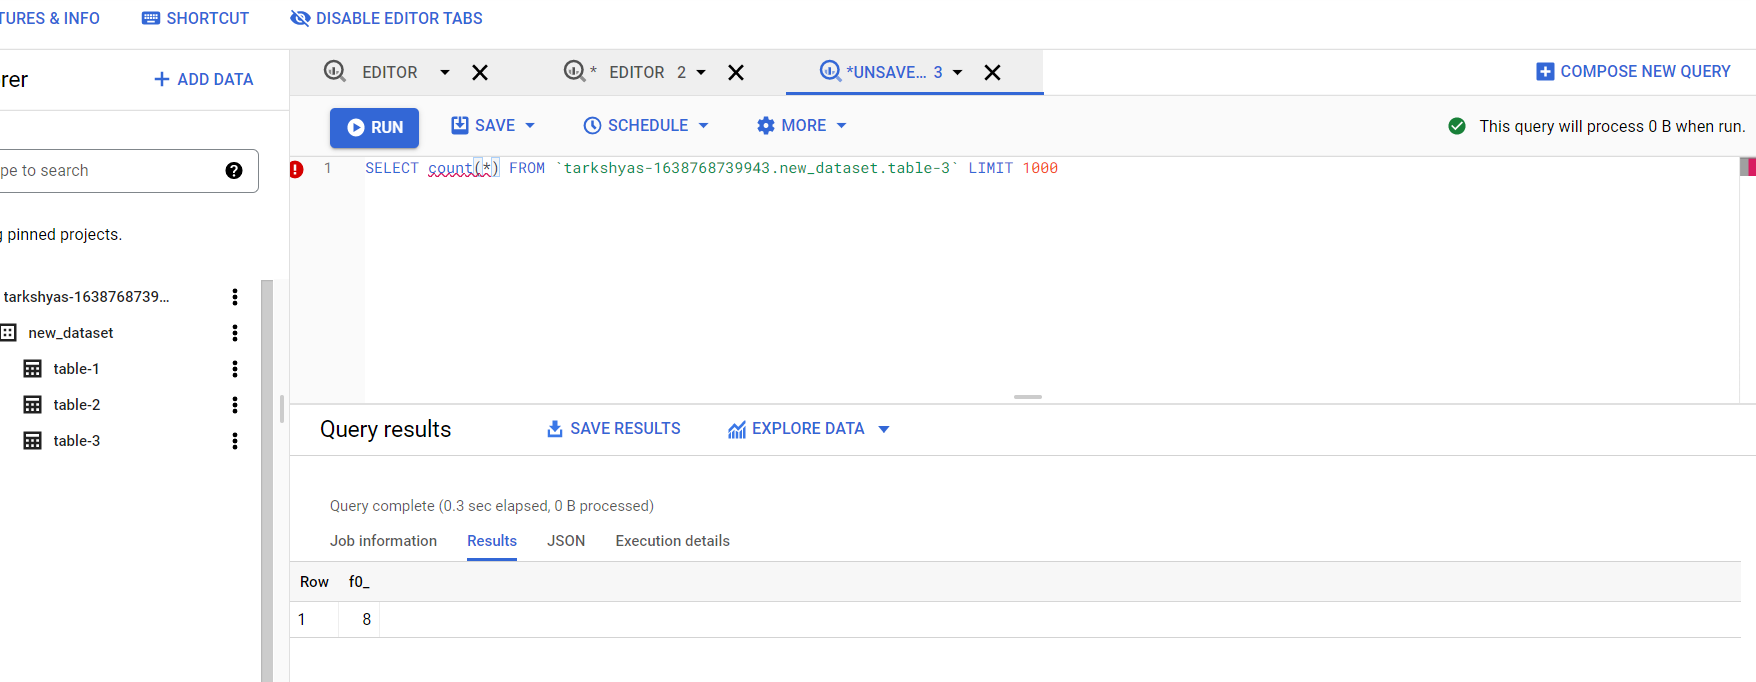 TURES & INFO SHORTCUT DISABLE EDITOR TABS
rer + ADD DATA
EDITOR * EDITOR 2 *UNSAVE... 3 COMPOSE NEW QUERY
RUN SAVE SCHEDULE MORE This query will process 0 B when run.
pe to search
1 SELECT count(*) FROM `tarkshyas-1638768739943.new_dataset.table-3` LIMIT 1000
g pinned projects.
tarkshyas-1638768739...
new_dataset
table-1
table-2
table-3
Query results SAVE RESULTS EXPLORE DATA
Query complete (0.3 sec elapsed, 0 B processed)
Job information Results JSON Execution details
Row f0_
1 8